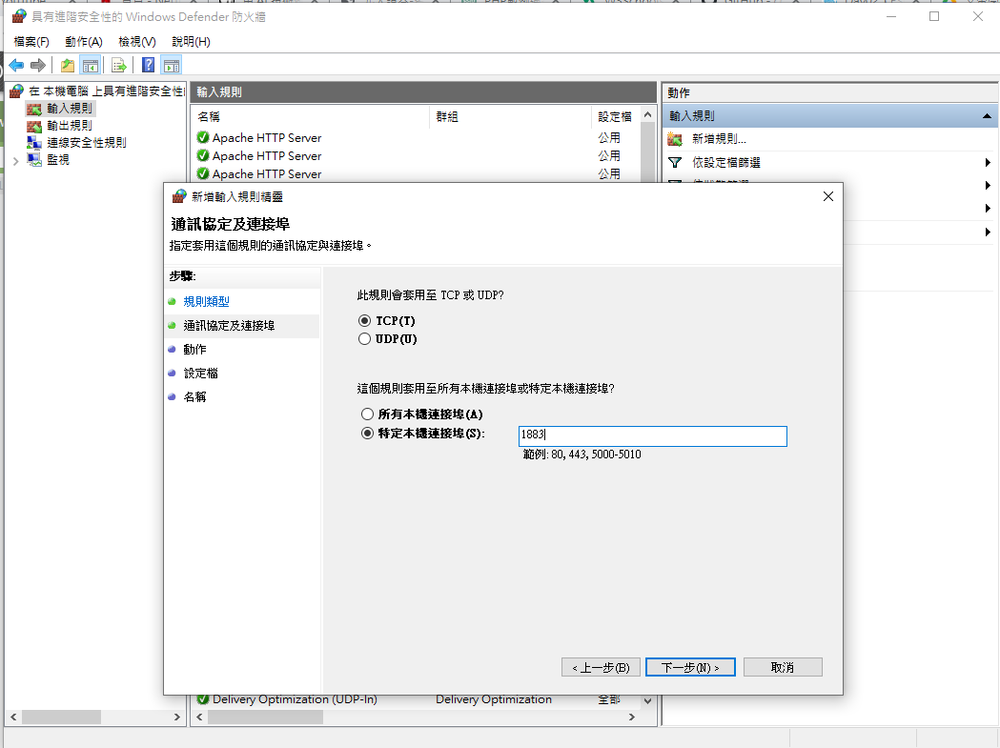 具有進階安全性的 Windows Defender 防火牆
檔案(F) 動作(A) 檢視(V) 說明(H)
在 本機電腦 上具有進階安全性
輸入規則
輸出規則
連線安全性規則
監視
輸入規則
名稱 群組 設定檔
Apache HTTP Server 公用
Apache HTTP Server 公用
Apache HTTP Server 公用
動作
輸入規則
新增規則...
依設定檔篩選
新增輸入規則精靈
通訊協定及連接埠
指定套用這個規則的通訊協定與連接埠。
步驟:
規則類型
通訊協定及連接埠
動作
設定檔
名稱
此規則會套用至 TCP 或 UDP?
TCP(T)
UDP(U)
這個規則套用至所有本機連接埠或特定本機連接埠?
所有本機連接埠(A)
特定本機連接埠(S): 1883
範例: 80, 443, 5000-5010
< 上一步(B) 下一步(N) > 取消
Delivery Optimization (UDP-In) Delivery Optimization 全部